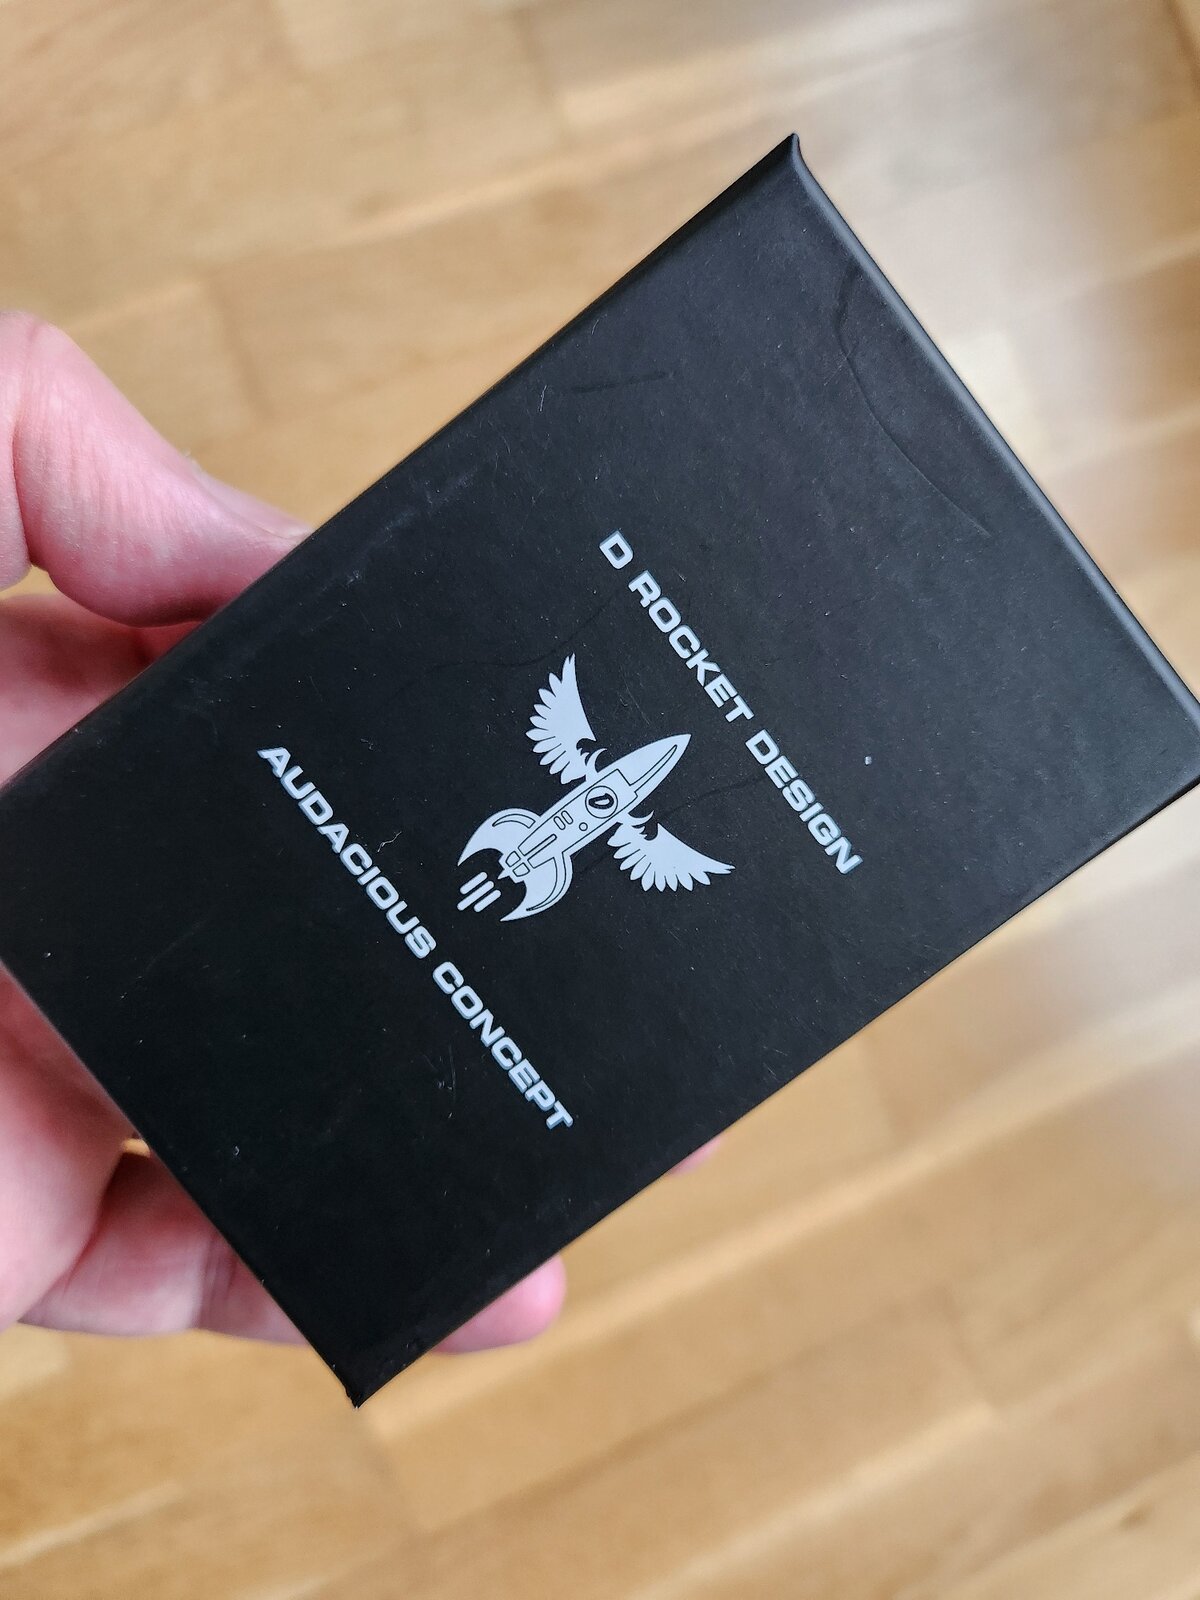 D ROCKET DESIGN
D
AUDACIOUS CONCEPT